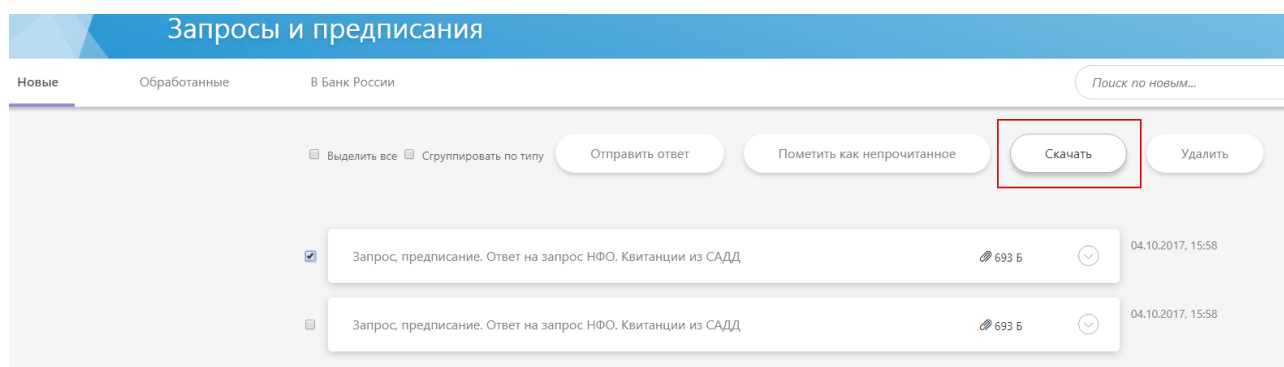 Запросы и предписания
Новые Обработанные В Банк России Поиск по новым...
Выделить все Сгруппировать по типу Отправить ответ Пометить как непрочитанное Скачать Удалить
Запрос, предписание. Ответ на запрос НФО. Квитанции из САДД 693 Б 04.10.2017, 15:58
Запрос, предписание. Ответ на запрос НФО. Квитанции из САДД 693 Б 04.10.2017, 15:58